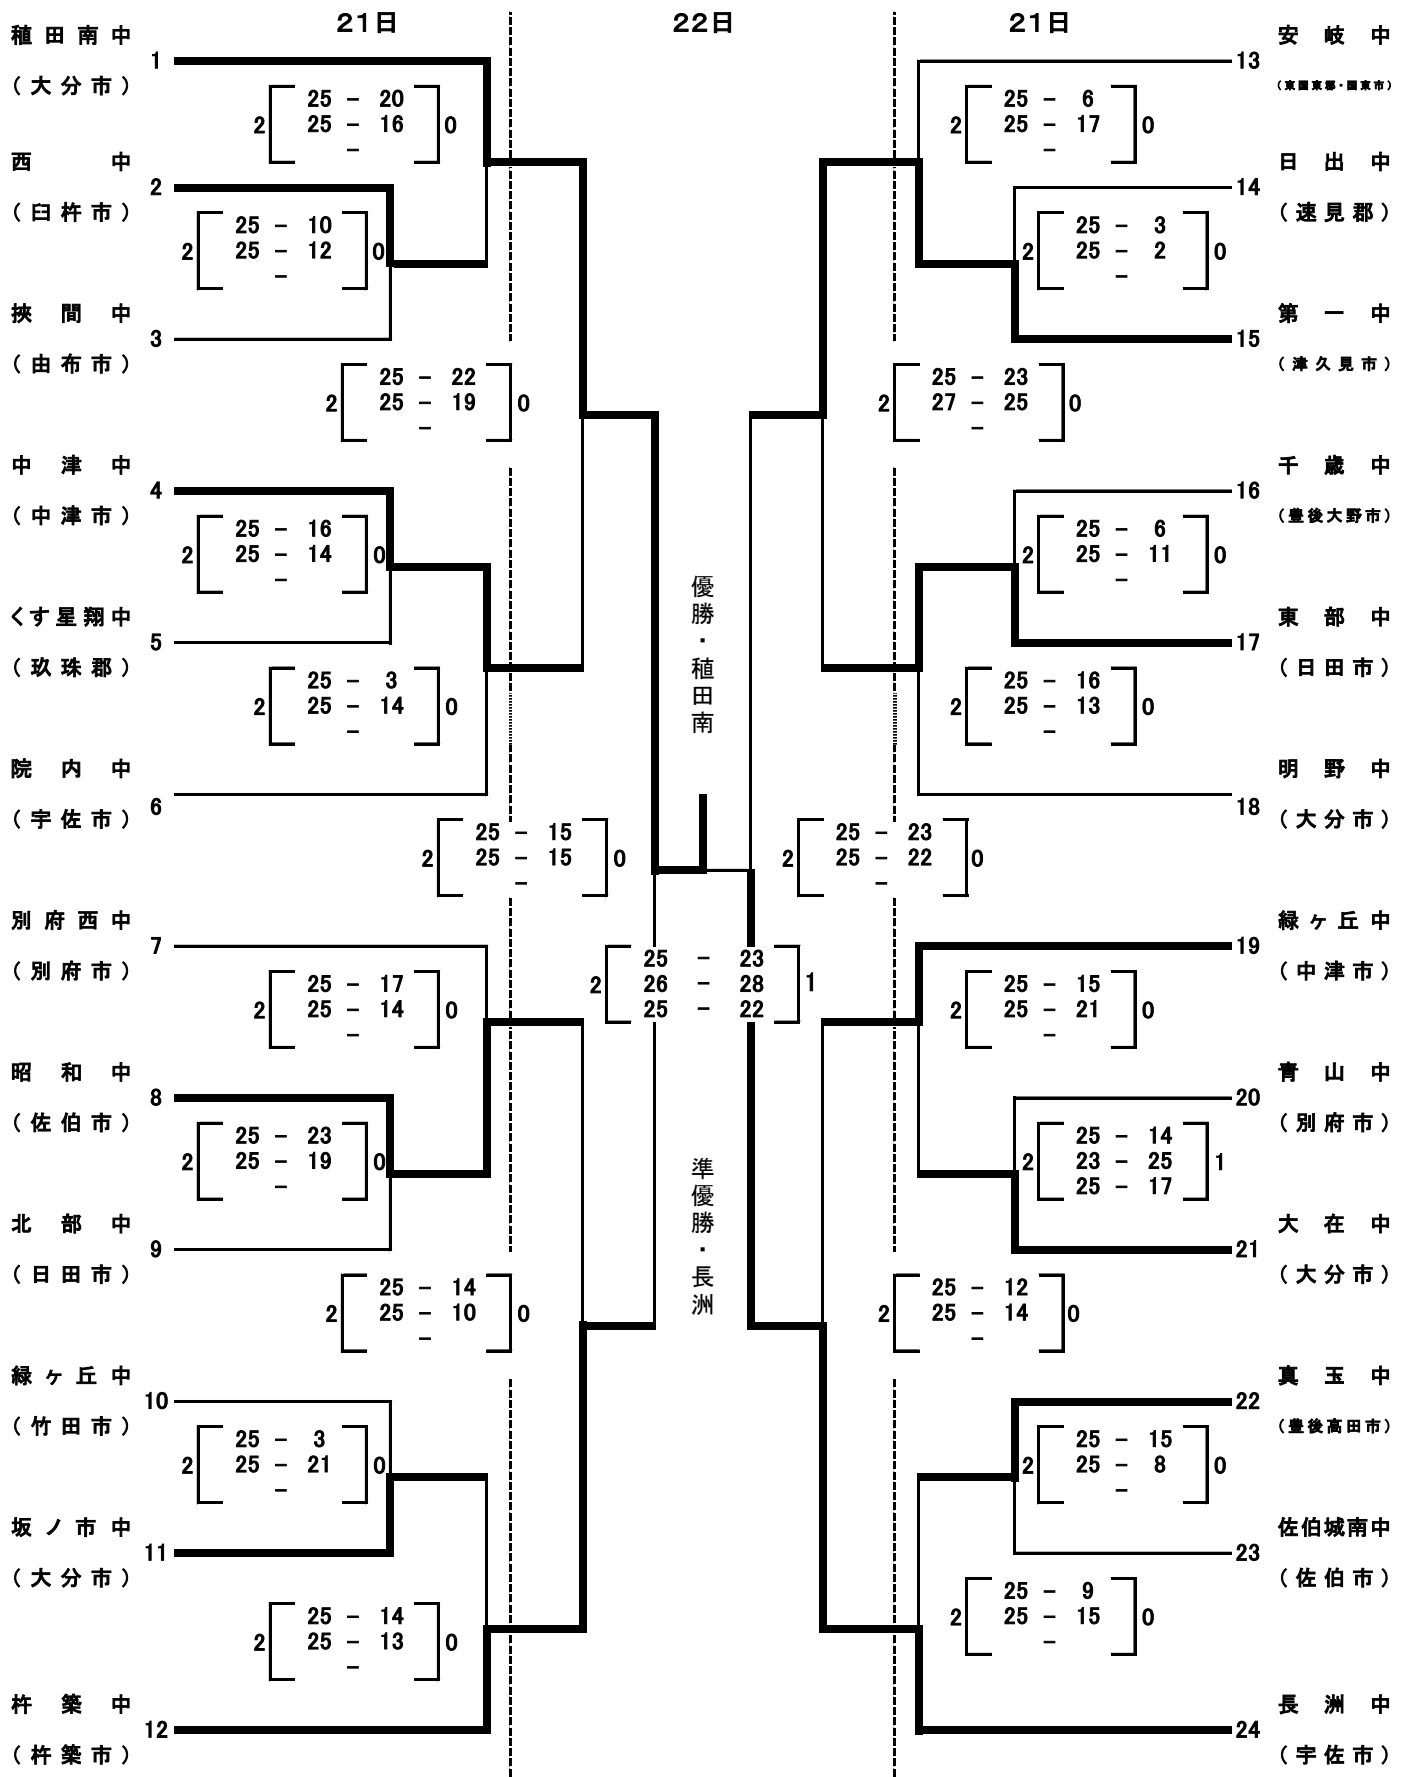 21日 22日 21日
稙田南中
1
(大分市)
25 - 20
2 25 - 16 0
-
西中
2
(臼杵市)
25 - 10
2 25 - 12 0
-
挾間中
3
(由布市)
25 - 22
2 25 - 19 0
-
中津中
4
(中津市)
25 - 16
2 25 - 14 0
-
くす星翔中
5
(玖珠郡)
25 - 3
2 25 - 14 0
-
院内中
6
(宇佐市)
25 - 15
2 25 - 15 0
-
別府西中
7
(別府市)
25 - 17
2 25 - 14 0
-
昭和中
8
(佐伯市)
25 - 23
2 25 - 19 0
-
北部中
9
(日田市)
25 - 14
2 25 - 10 0
-
緑ヶ丘中
10
(竹田市)
25 - 3
2 25 - 21 0
-
坂ノ市中
11
(大分市)
25 - 14
2 25 - 13 0
-
杵築中
12
(杵築市)
優勝・稙田南
25 - 23
2 26 - 28 1
25 - 22
準優勝・長洲
安岐中
13
(東国東郡・国東市)
25 - 6
2 25 - 17 0
-
日出中
14
(速見郡)
25 - 3
2 25 - 2 0
-
第一中
15
(津久見市)
25 - 23
2 27 - 25 0
-
千歳中
16
(豊後大野市)
25 - 6
2 25 - 11 0
-
東部中
17
(日田市)
25 - 16
2 25 - 13 0
-
明野中
18
(大分市)
25 - 23
2 25 - 22 0
-
緑ヶ丘中
19
(中津市)
25 - 15
2 25 - 21 0
-
青山中
20
(別府市)
25 - 14
2 23 - 25 1
25 - 17
大在中
21
(大分市)
25 - 12
2 25 - 14 0
-
真玉中
22
(豊後高田市)
25 - 15
2 25 - 8 0
-
佐伯城南中
23
(佐伯市)
25 - 9
2 25 - 15 0
-
長洲中
24
(宇佐市)